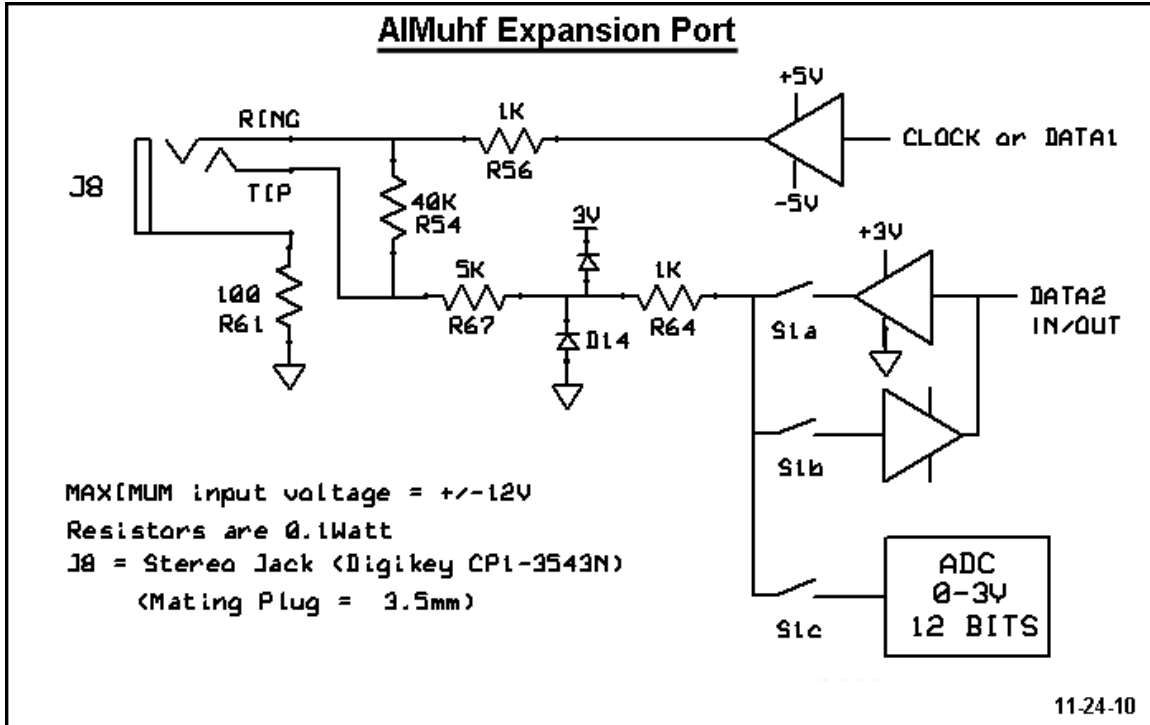 AIMuhf Expansion Port
+5V
RING
1K
CLOCK or DATA1
R56
J8
TIP
-5V
40K
R54
3V
+3V
5K
1K
100
R61
R67
D14
R64
S1a
DATA2
IN/OUT
S1b
MAXIMUM input voltage = +/-12V
Resistors are 0.1Watt
J8 = Stereo Jack (Digikey CP1-3543N)
(Mating Plug = 3.5mm)
ADC
0-3V
12 BITS
S1c
11-24-10